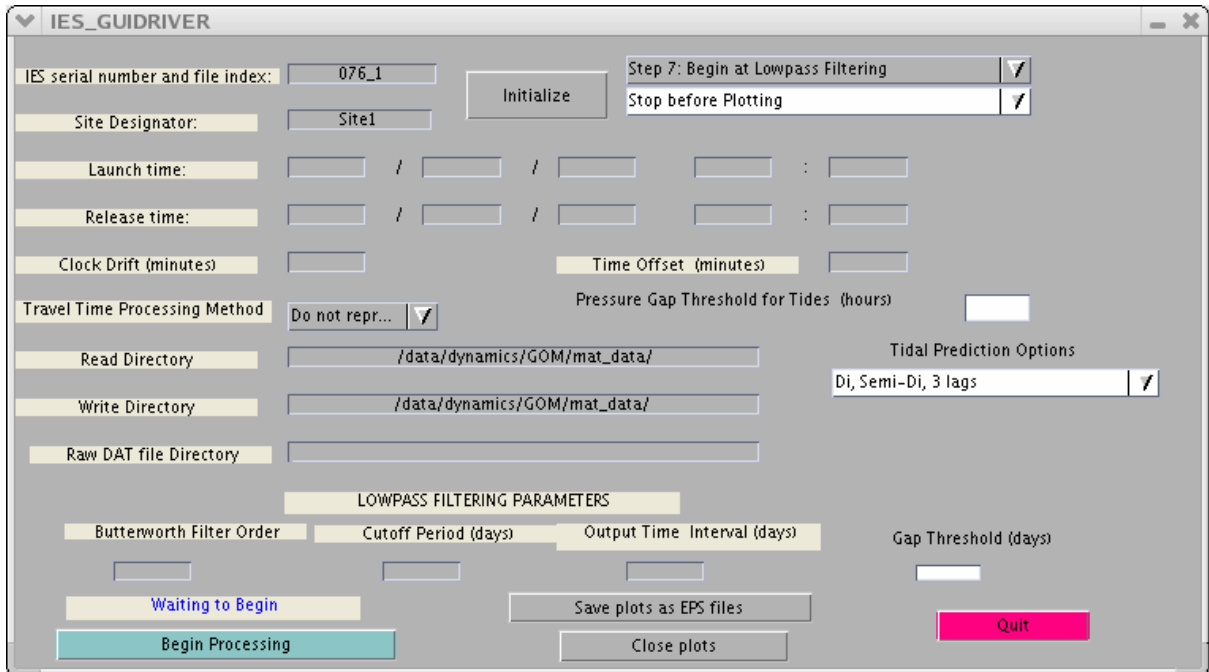 IES_GUIDRIVER
IES serial number and file index: 076_1
Initialize
Step 7: Begin at Lowpass Filtering
Stop before Plotting
Site Designator: Site1
Launch time: / / :
Release time: / / :
Clock Drift (minutes)
Time Offset (minutes)
Travel Time Processing Method Do not repr...
Pressure Gap Threshold for Tides (hours)
Read Directory /data/dynamics/GOM/mat_data/
Tidal Prediction Options
Di, Semi-Di, 3 lags
Write Directory /data/dynamics/GOM/mat_data/
Raw DAT file Directory
LOWPASS FILTERING PARAMETERS
Butterworth Filter Order
Cutoff Period (days)
Output Time Interval (days)
Gap Threshold (days)
Waiting to Begin
Save plots as EPS files
Quit
Begin Processing
Close plots